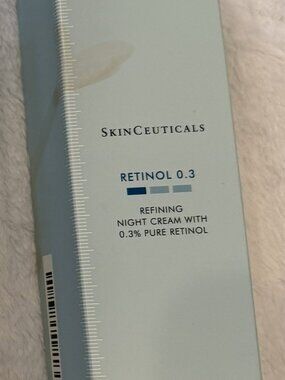 SKINCEUTICALS
RETINOL 0.3
REFINING
NIGHT CREAM WITH
0.3% PURE RETINOL